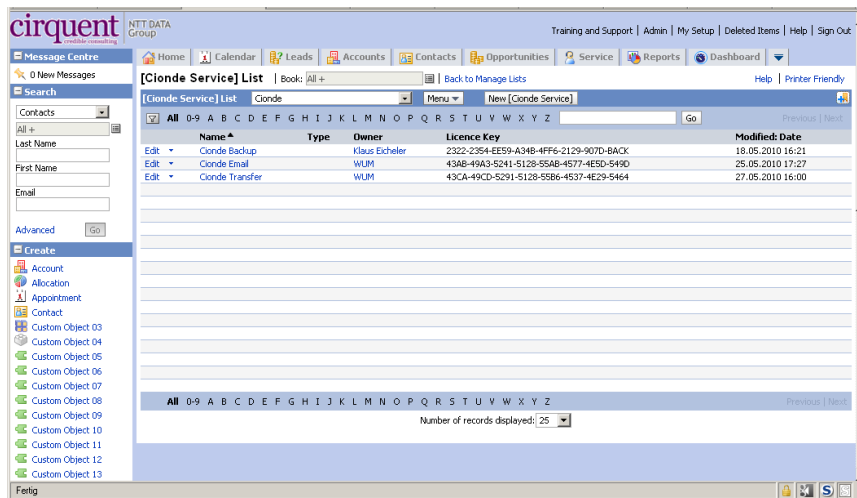 cirquent NTT DATA Group
credible consulting
Training and Support | Admin | My Setup | Deleted Items | Help | Sign Out
Message Centre
0 New Messages
Search
Contacts
All +
Last Name
First Name
Email
Advanced Go
Create
Account
Allocation
Appointment
Contact
Custom Object 03
Custom Object 04
Custom Object 05
Custom Object 06
Custom Object 07
Custom Object 08
Custom Object 09
Custom Object 10
Custom Object 11
Custom Object 12
Custom Object 13
Home Calendar Leads Accounts Contacts Opportunities Service Reports Dashboard
[Cionde Service] List | Book: All + Back to Manage Lists Help | Printer Friendly
[Cionde Service] List Cionde Menu New [Cionde Service]
All 0-9 A B C D E F G H I J K L M N O P Q R S T U V W X Y Z Go Previous | Next
Name Type Owner Licence Key Modified: Date
Edit Cionde Backup Klaus Eicheler 2322-2354-EE59-A34B-4FF6-2129-907D-BACK 18.05.2010 16:21
Edit Cionde Email WUM 43AB-49A3-5241-5128-55AB-4577-4E5D-549D 25.05.2010 17:27
Edit Cionde Transfer WUM 43CA-49CD-5291-5128-55B6-4537-4E29-5464 27.05.2010 16:00
All 0-9 A B C D E F G H I J K L M N O P Q R S T U V W X Y Z Previous | Next
Number of records displayed: 25
Fertig